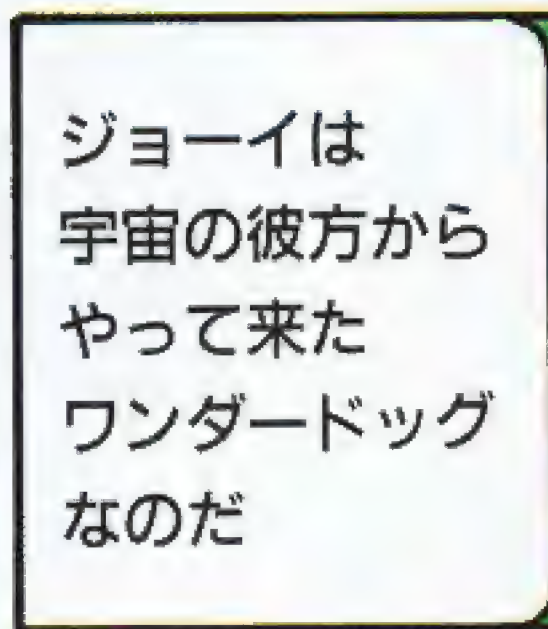 ジョーイは
宇宙の彼方から
やって来た
ワンダードッグ
なのだ